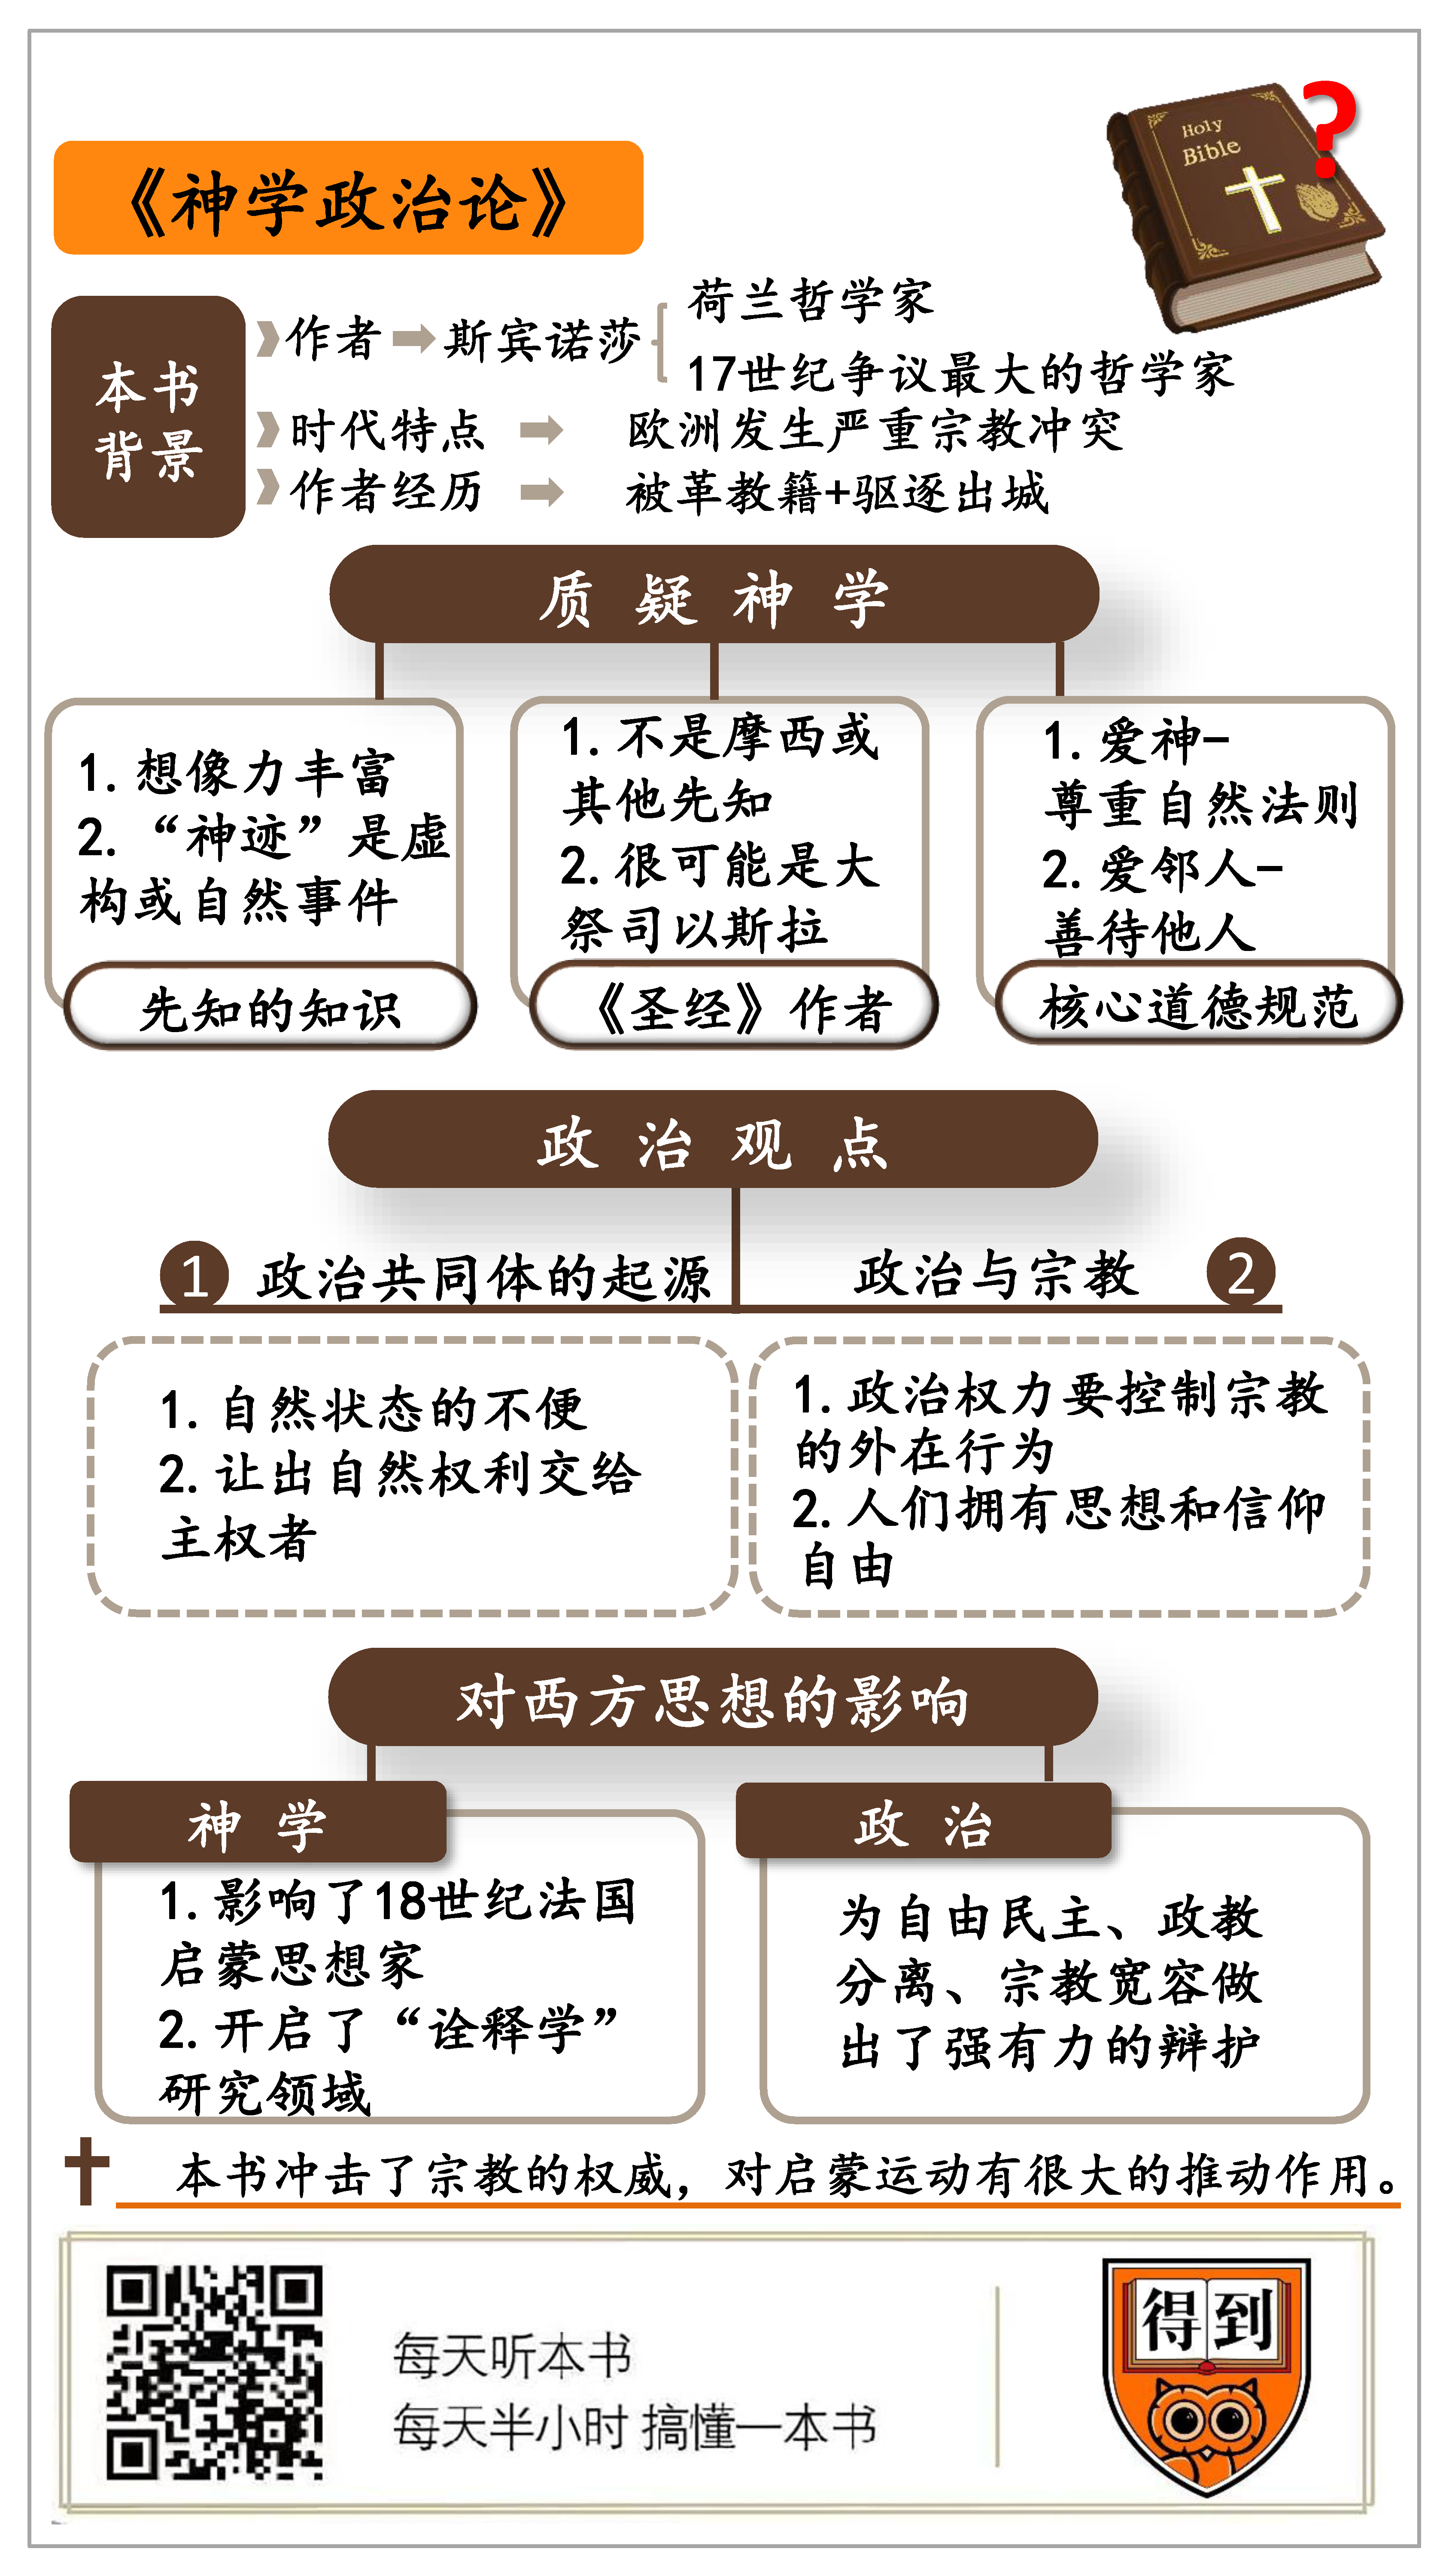 Holy
Bible
?
《神学政治论》
本书
背景
作者
斯宾诺莎
荷兰哲学家
17世纪争议最大的哲学家
时代特点
欧洲发生严重宗教冲突
作者经历
被革教籍+驱逐出城
质疑神学
1. 想像力丰富
2. “神迹”是虚
构或自然事件
先知的知识
1. 不是摩西或
其他先知
2. 很可能是大
祭司以斯拉
《圣经》作者
1. 爱神-
尊重自然法则
2. 爱邻人-
善待他人
核心道德规范
政治观点
1 政治共同体的起源
政治与宗教 2
1. 自然状态的不便
2. 让出自然权利交给
主权者
1. 政治权力要控制宗教
的外在行为
2. 人们拥有思想和信仰
自由
对西方思想的影响
神学
1. 影响了18世纪法国
启蒙思想家
2. 开启了“诠释学”
研究领域
政治
为自由民主、政教
分离、宗教宽容做
出了强有力的辩护
本书冲击了宗教的权威，对启蒙运动有很大的推动作用。
每天听本书
每天半小时 搞懂一本书
得到